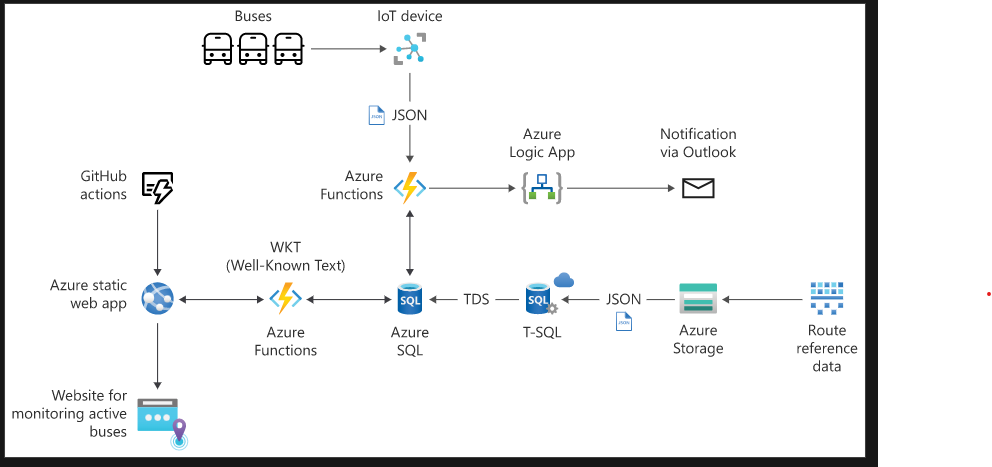 Buses
IoT device
JSON
JSON
Azure
Logic App
Notification
via Outlook
GitHub
actions
Azure
Functions
WKT
(Well-Known Text)
Azure static
web app
SQL
TDS
SQL
JSON
JSON
Azure
Functions
Azure
SQL
T-SQL
Azure
Storage
Route
reference
data
Website for
monitoring active
buses